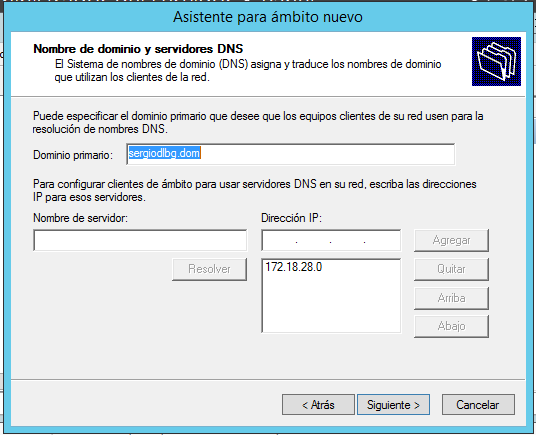 Asistente para ámbito nuevo
Nombre de dominio y servidores DNS
El Sistema de nombres de dominio (DNS) asigna y traduce los nombres de dominio
que utilizan los clientes de la red.
Puede especificar el dominio primario que desee que los equipos clientes de su red usen para la
resolución de nombres DNS.
Dominio primario: sergiodlbg.dom
Para configurar clientes de ámbito para usar servidores DNS en su red, escriba las direcciones
IP para esos servidores.
Nombre de servidor: Dirección IP:
. . . Agregar
Resolver 172.18.28.0 Quitar
Arriba
Abajo
< Atrás Siguiente > Cancelar